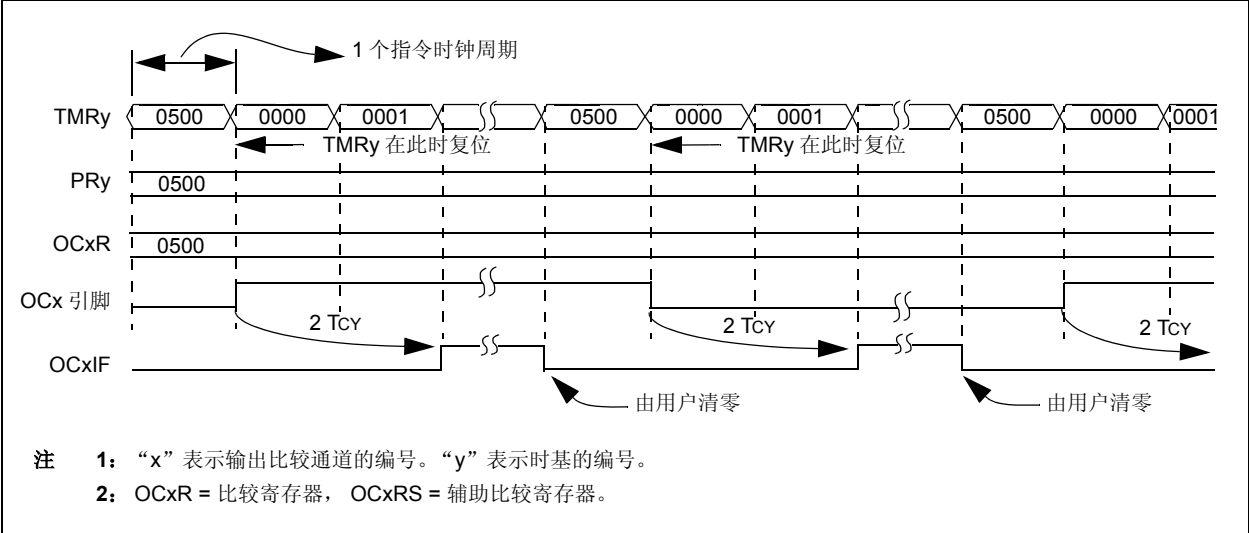 1 个指令时钟周期
TMRy 0500 0000 0001 0500 0000 0001 0500 0000 0001
TMRy 在此时复位 TMRy 在此时复位
PRy 0500
OCxR 0500
OCx 引脚
2 TCY 2 TCY 2 TCY
OCxIF
由用户清零 由用户清零
注 1：“x”表示输出比较通道的编号。“y”表示时基的编号。
2： OCxR = 比较寄存器， OCxRS = 辅助比较寄存器。